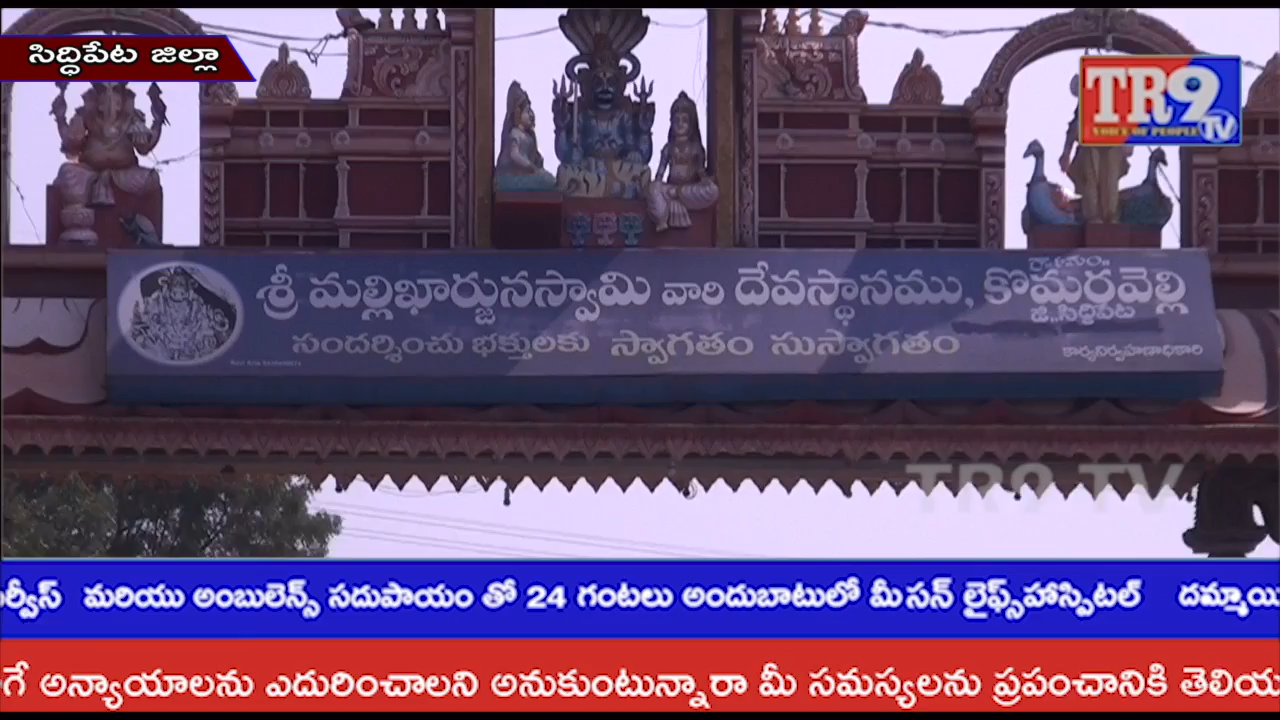 సిద్ధిపేట జిల్లా
TR9
VOICE OF PEOPLE TV
గ్రామం..
శ్రీ మల్లిఖార్జునస్వామి వారి దేవస్థానము, కొమర్రవెల్లి
జి..సిద్దిపేట
సందర్శించు భక్తులకు స్వాగతం సుస్వాగతం
కార్యనిర్వహణాధికారి
TR9 TV
ర్వీస్ మరియు అంబులెన్స్ సదుపాయం తో 24 గంటలు అందుబాటులో మీ సన్ లైఫ్స్‌హాస్పిటల్ దమ్మాయి
గే అన్యాయాలను ఎదురించాలని అనుకుంటున్నారా మీ సమస్యలను ప్రపంచానికి తెలియ